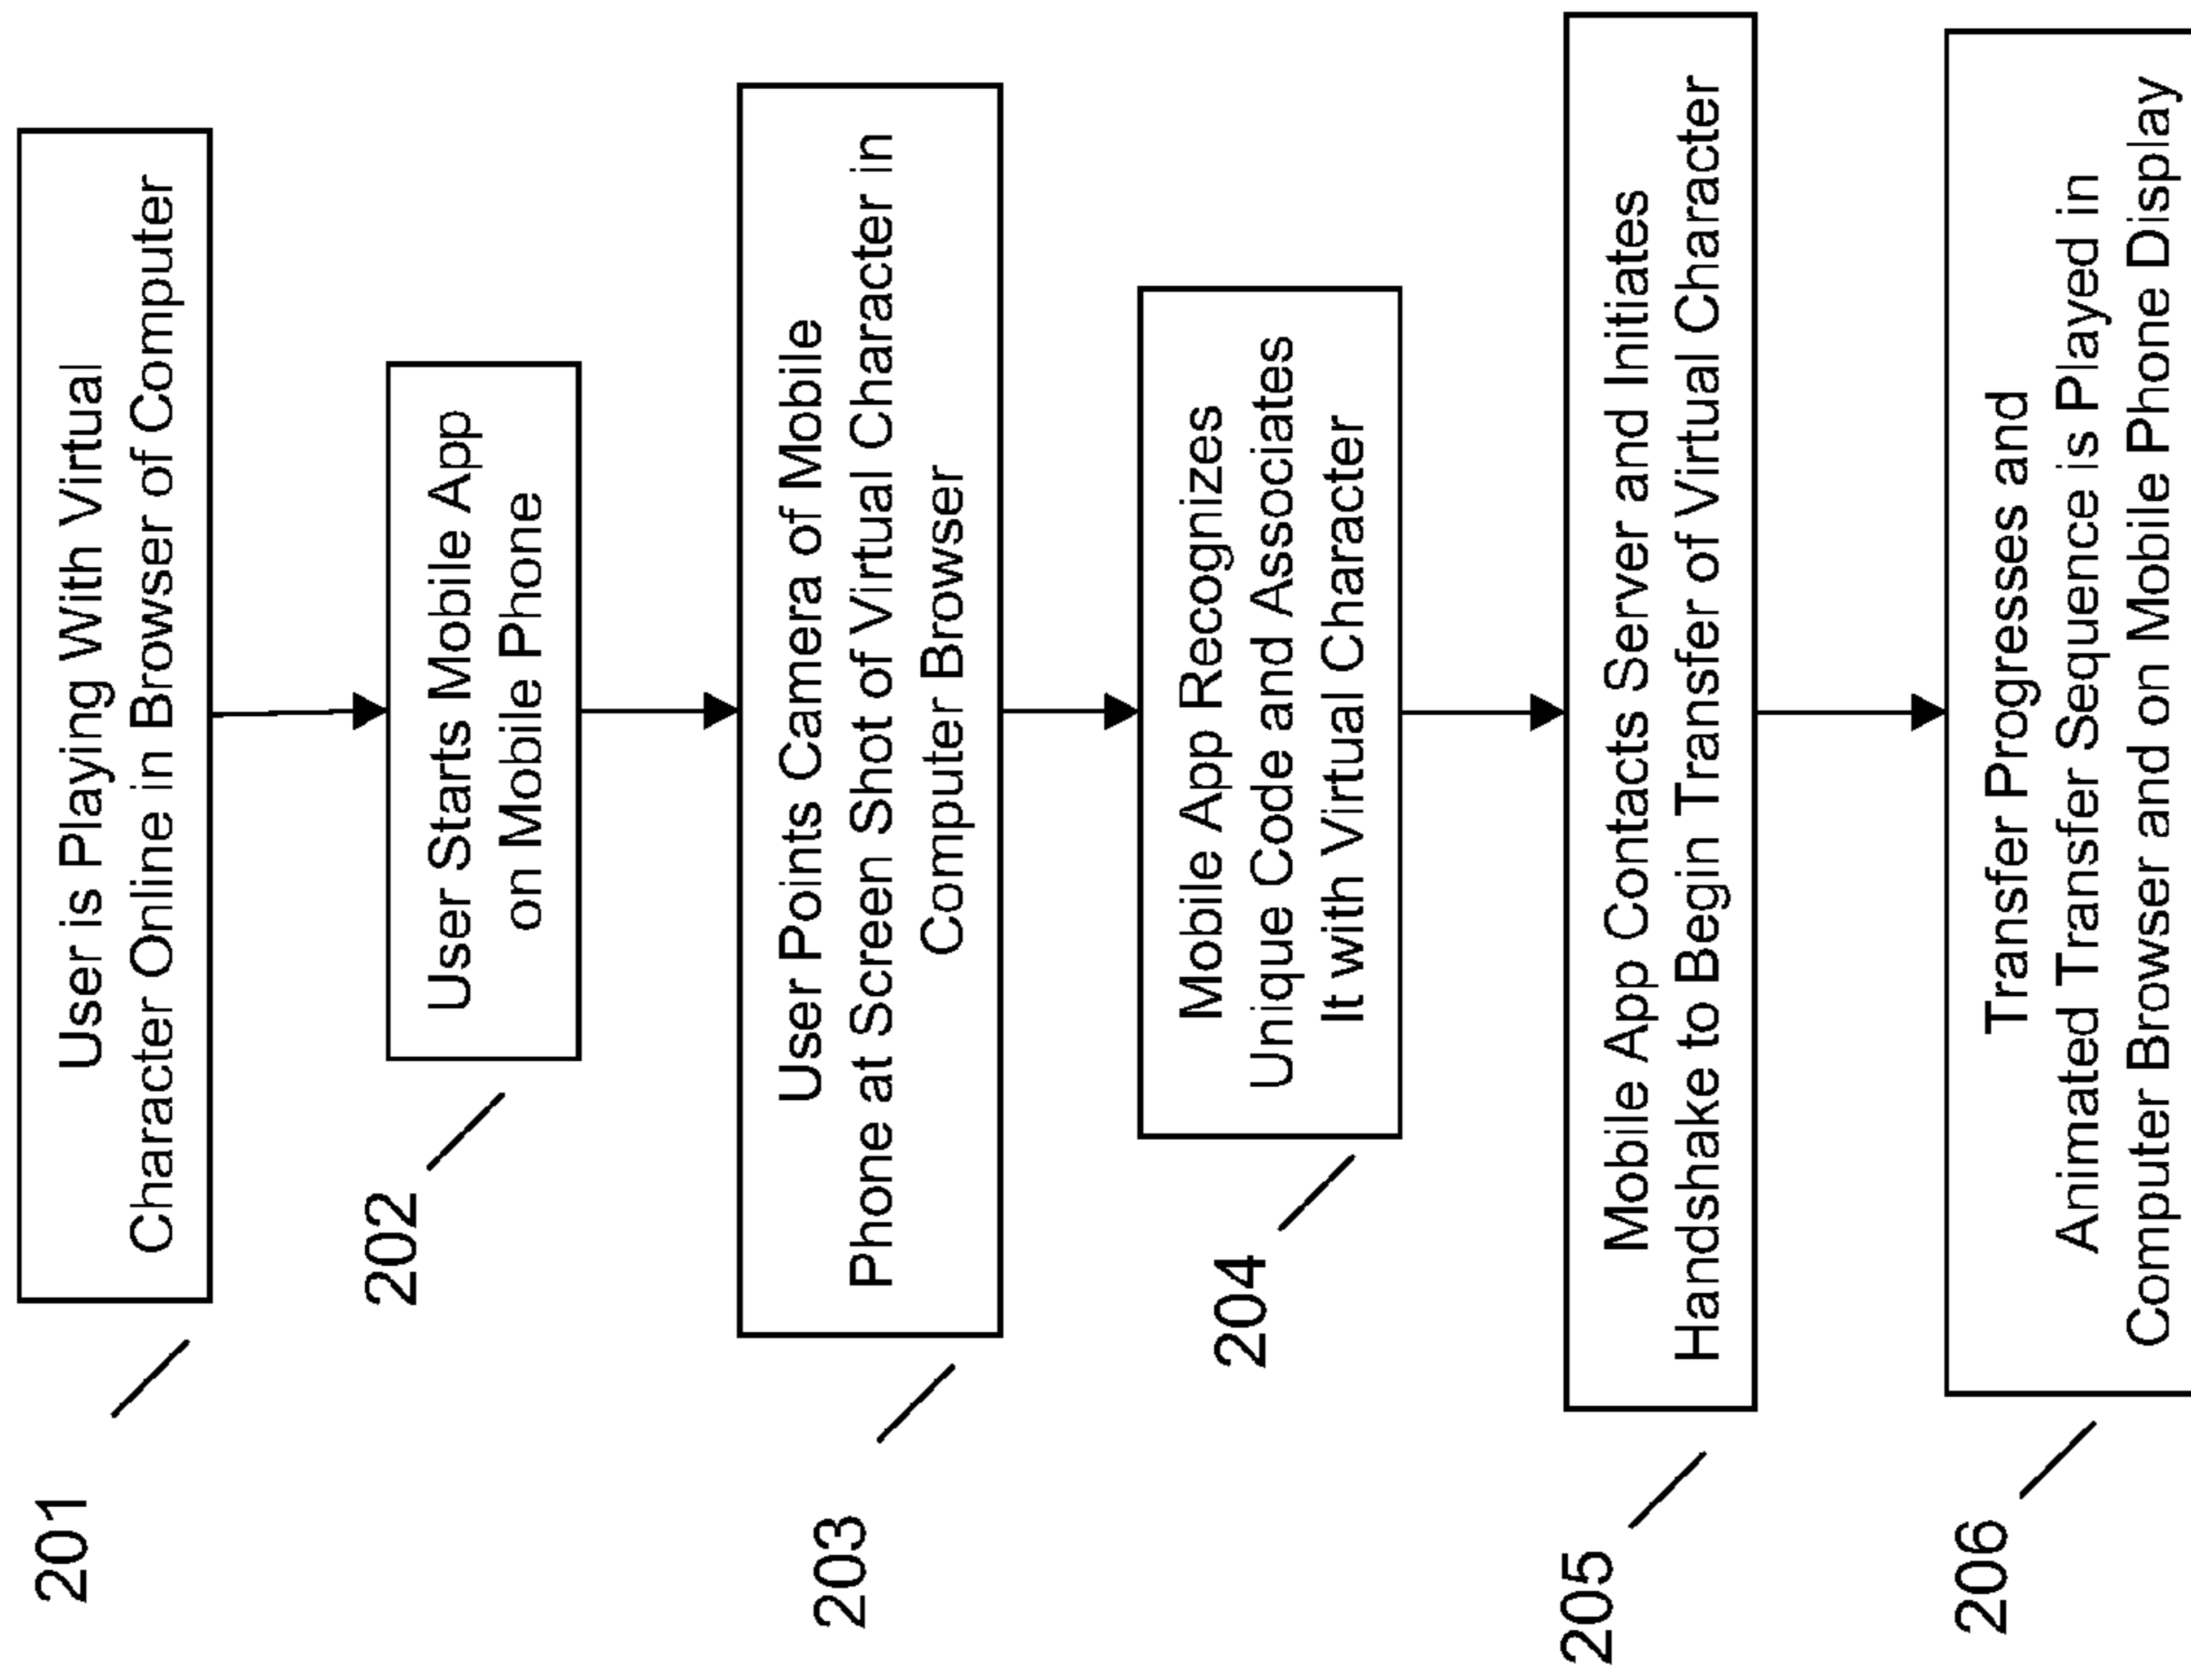 201
User is Playing With Virtual
Character Online in Browser of Computer
202
User Starts Mobile App
on Mobile Phone
203
User Points Camera of Mobile
Phone at Screen Shot of Virtual Character in
Computer Browser
204
Mobile App Recognizes
Unique Code and Associates
It with Virtual Character
205
Mobile App Contacts Server and Initiates
Handshake to Begin Transfer of Virtual Character
206
Transfer Progresses and
Animated Transfer Sequence is Played in
Computer Browser and on Mobile Phone Display